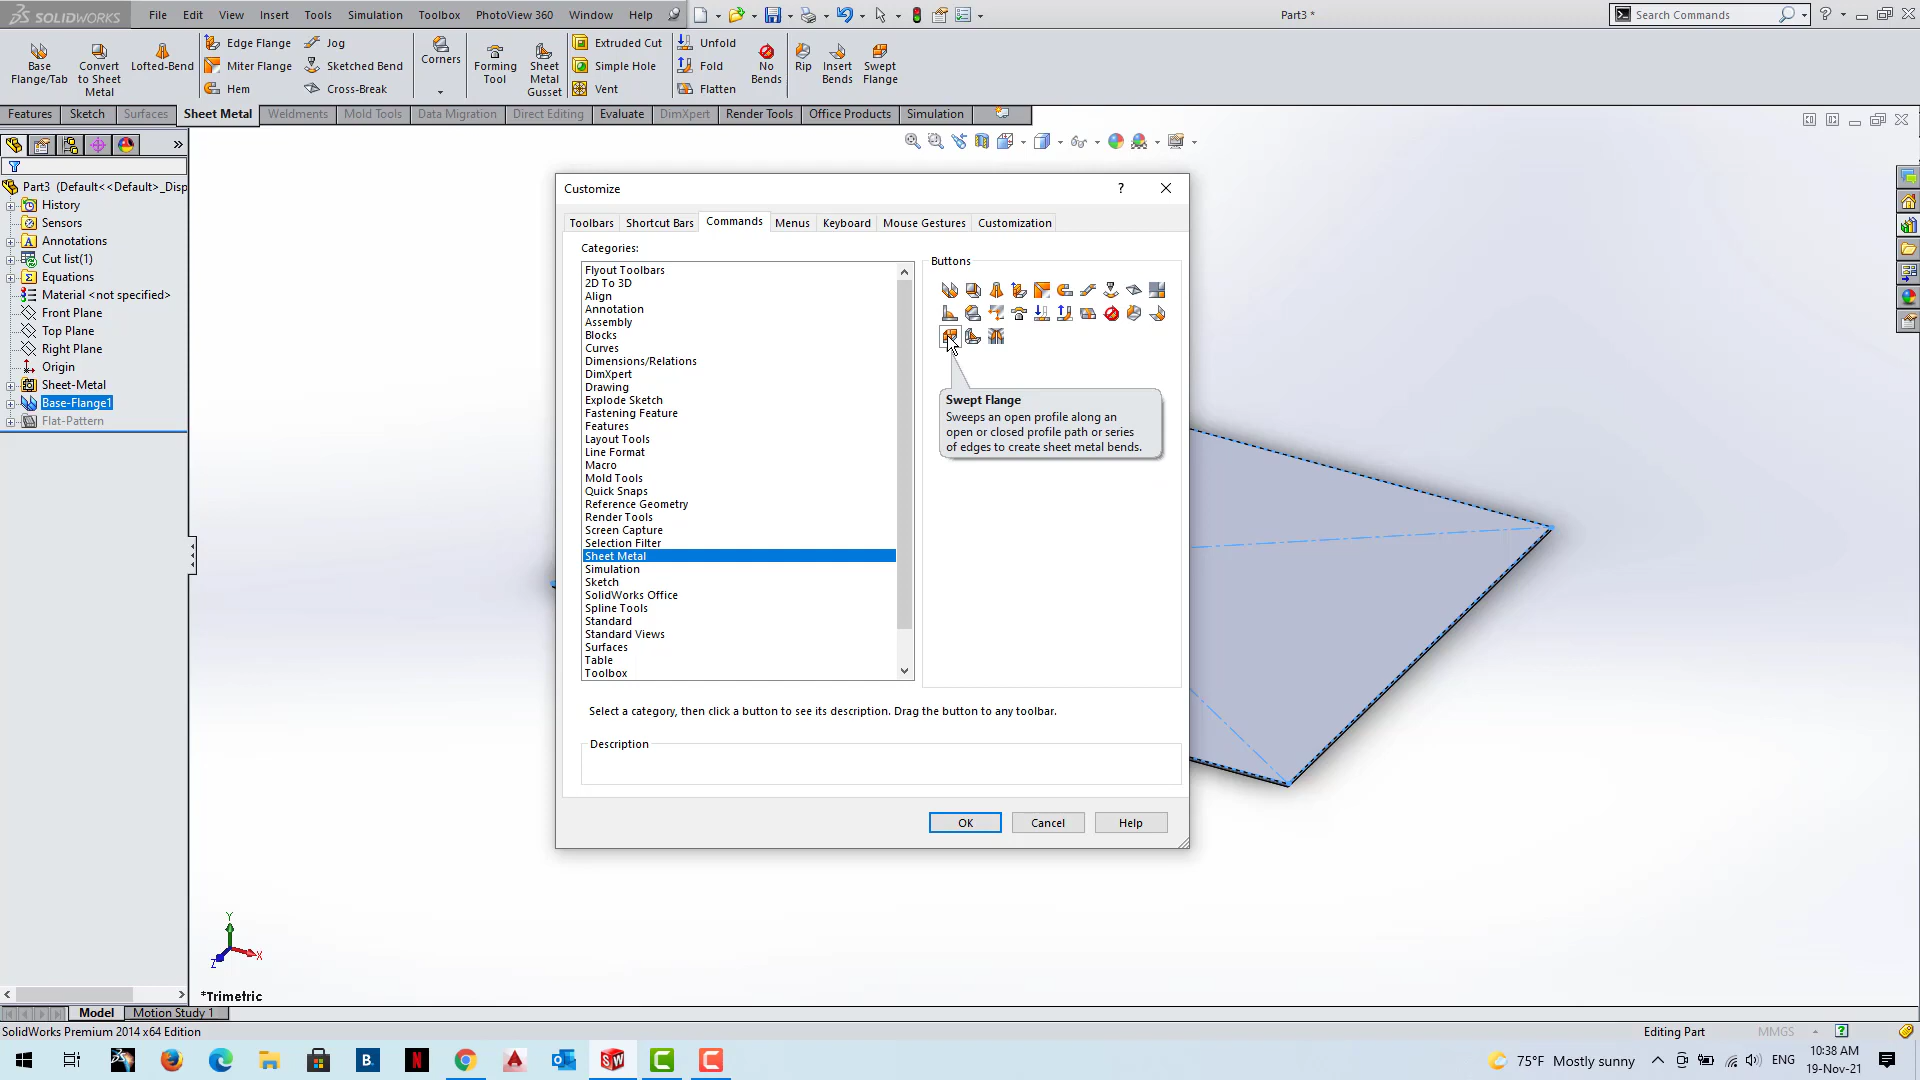 SOLIDWORKS
File Edit View Insert Tools Simulation Toolbox PhotoView 360 Window Help
Part3 *
Search Commands
Base
Flange/Tab
Convert
to Sheet
Metal
Lofted-Bend
Edge Flange
Miter Flange
Hem
Jog
Sketched Bend
Cross-Break
Corners
Forming
Tool
Sheet
Metal
Gusset
Extruded Cut
Simple Hole
Vent
Unfold
Fold
Flatten
No
Bends
Rip
Insert
Bends
Swept
Flange
Features Sketch Surfaces Sheet Metal Weldments Mold Tools Data Migration Direct Editing Evaluate DimXpert Render Tools Office Products Simulation
Part3 (Default<<Default>_Disp
History
Sensors
Annotations
Cut list(1)
Equations
Material <not specified>
Front Plane
Top Plane
Right Plane
Origin
Sheet-Metal
Base-Flange1
Flat-Pattern
Customize
Toolbars Shortcut Bars Commands Menus Keyboard Mouse Gestures Customization
Categories:
Flyout Toolbars
2D To 3D
Align
Annotation
Assembly
Blocks
Curves
Dimensions/Relations
DimXpert
Drawing
Explode Sketch
Fastening Feature
Features
Layout Tools
Line Format
Macro
Mold Tools
Quick Snaps
Reference Geometry
Render Tools
Screen Capture
Selection Filter
Sheet Metal
Simulation
Sketch
SolidWorks Office
Spline Tools
Standard
Standard Views
Surfaces
Table
Toolbox
Buttons
Swept Flange
Sweeps an open profile along an
open or closed profile path or series
of edges to create sheet metal bends.
Select a category, then click a button to see its description. Drag the button to any toolbar.
Description
OK Cancel Help
Y
X
Z
*Trimetric
Model Motion Study 1
SolidWorks Premium 2014 x64 Edition
Editing Part
MMGS
75°F Mostly sunny
ENG
10:38 AM
19-Nov-21